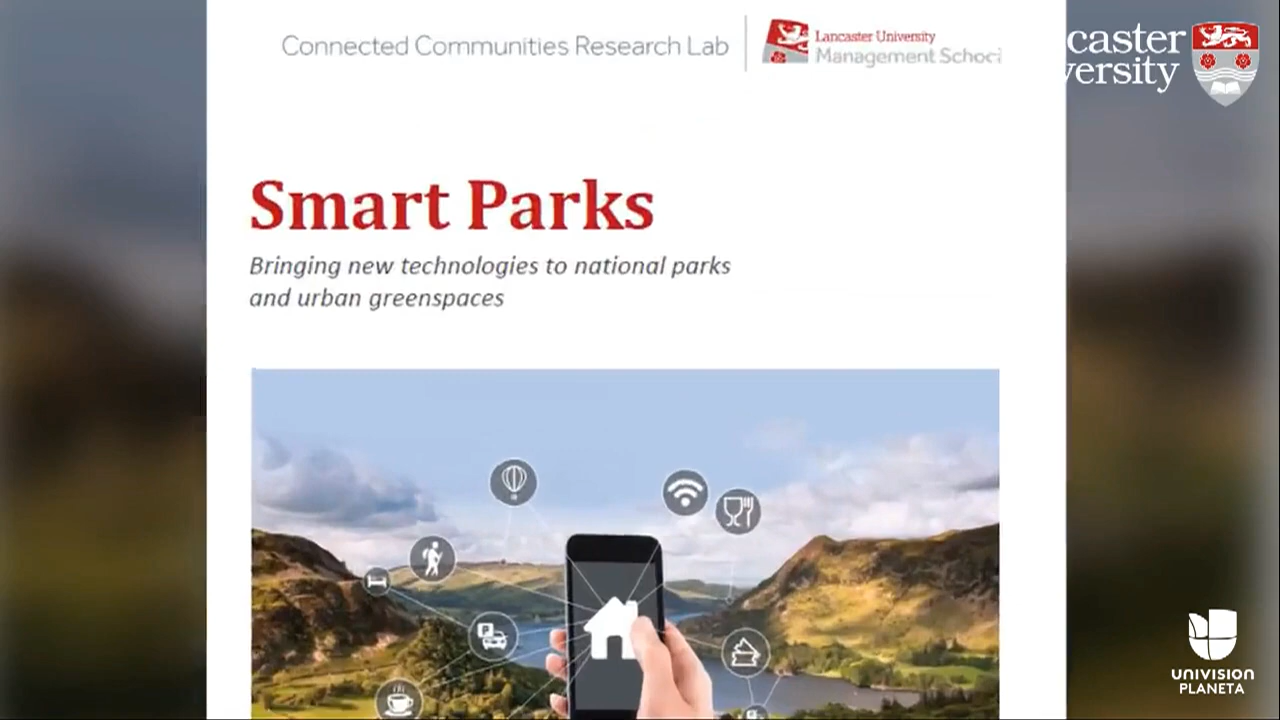 Connected Communities Research Lab
Lancaster University
Management School
caster
versity
Smart Parks
Bringing new technologies to national parks
and urban greenspaces
P
UNIVISION
PLANETA